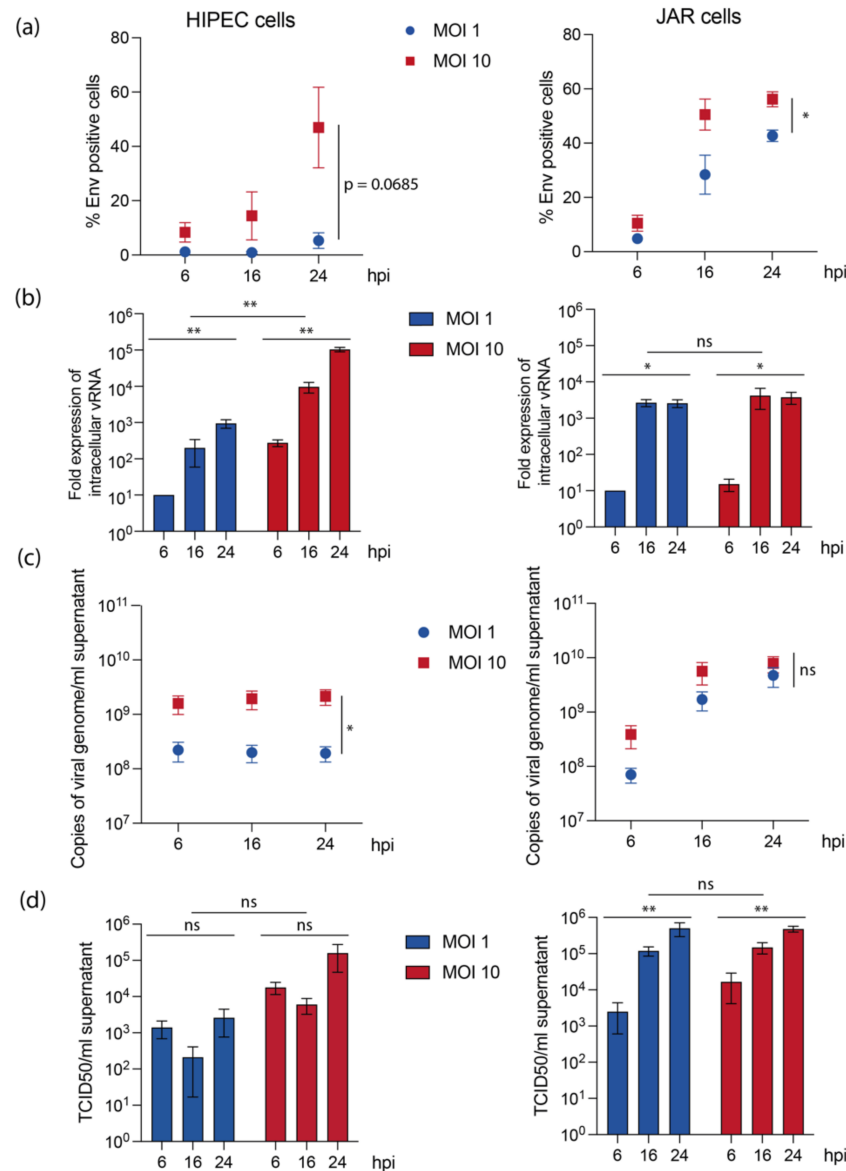 (a)
HIPEC cells
MOI 1
MOI 10
JAR cells
% Env positive cells
80
60
40
20
0
p = 0.0685
6 16 24 hpi
% Env positive cells
80
60
40
20
0
*
6 16 24 hpi
(b)
Fold expression of
intracellular vRNA
10⁶
10⁵
10⁴
10³
10²
10¹
10⁰
**
** **
6 16 24 6 16 24 hpi
MOI 1
MOI 10
Fold expression of
intracellular vRNA
10⁶
10⁵
10⁴
10³
10²
10¹
10⁰
ns
* *
6 16 24 6 16 24 hpi
(c)
Copies of viral genome/ml supernatant
10¹¹
10¹⁰
10⁹
10⁸
10⁷
*
6 16 24 hpi
MOI 1
MOI 10
Copies of viral genome/ml supernatant
10¹¹
10¹⁰
10⁹
10⁸
10⁷
ns
6 16 24 hpi
(d)
TCID50/ml supernatant
10⁶
10⁵
10⁴
10³
10²
10¹
10⁰
ns
ns ns
6 16 24 6 16 24 hpi
MOI 1
MOI 10
TCID50/ml supernatant
10⁶
10⁵
10⁴
10³
10²
10¹
10⁰
ns
** **
6 16 24 6 16 24 hpi